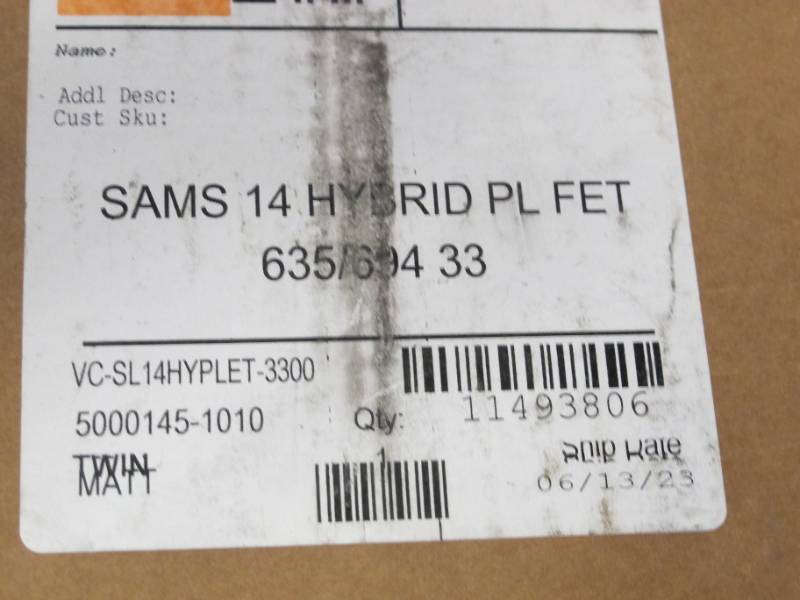 Name:
Addl Desc:
Cust Sku:
SAMS 14 HYBRID PL FET
635/694 33
VC-SL14HYPLET-3300
11493806
5000145-1010
Qty:
1
TWIN
MATT
Ship Date
06/13/23